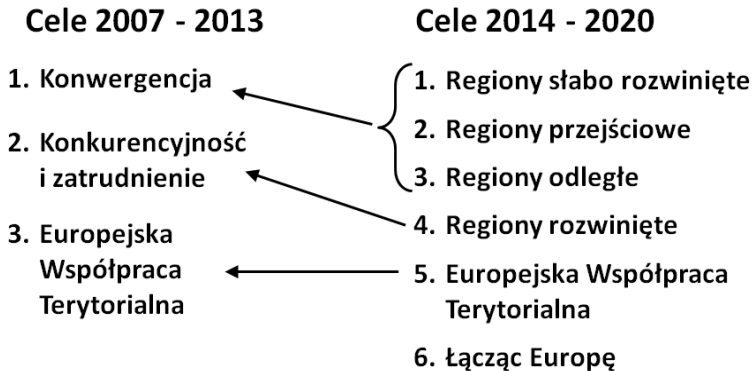 Cele 2007 - 2013
1. Konwergencja
2. Konkurencyjność
i zatrudnienie
3. Europejska
Współpraca
Terytorialna
Cele 2014 - 2020
1. Regiony słabo rozwinięte
2. Regiony przejściowe
3. Regiony odległe
4. Regiony rozwinięte
5. Europejska Współpraca
Terytorialna
6. Łącząc Europę